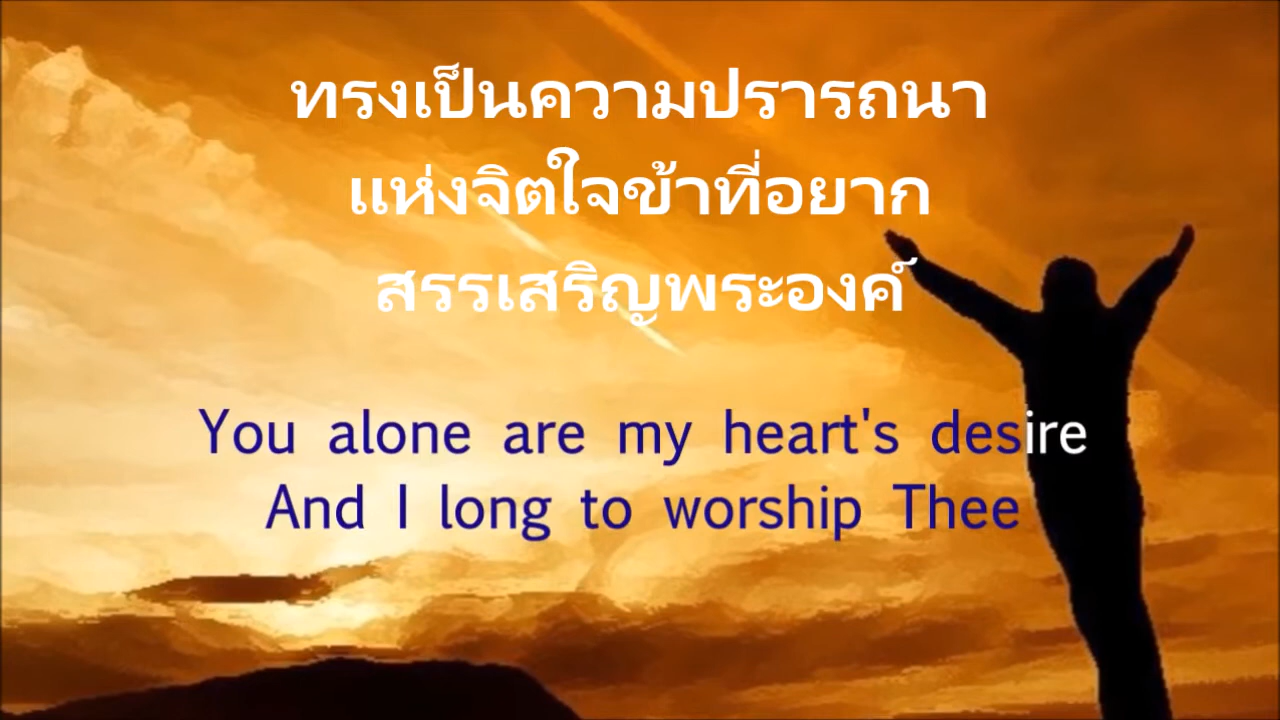 ทรงเป็นความปรารถนา
แห่งจิตใจข้าที่อยาก
สรรเสริญพระองค์
You alone are my heart's desire
And I long to worship Thee